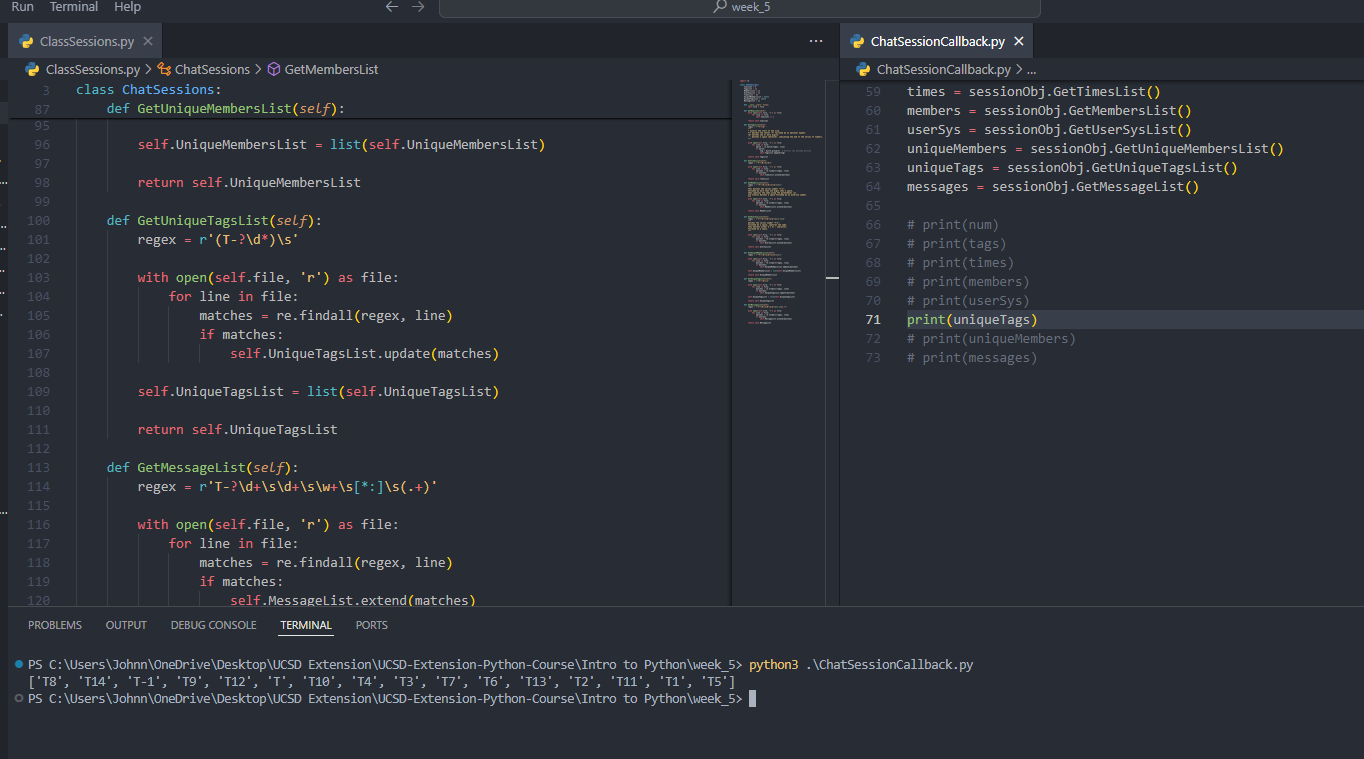 Run Terminal Help
week_5
ClassSessions.py
ChatSessionCallback.py
ClassSessions.py > ChatSessions > GetMembersList
3 class ChatSessions:
87 def GetUniqueMembersList(self):
95
96 self.UniqueMembersList = list(self.UniqueMembersList)
97
98 return self.UniqueMembersList
99
100 def GetUniqueTagsList(self):
101 regex = r'(T-?\d*)\s'
102
103 with open(self.file, 'r') as file:
104 for line in file:
105 matches = re.findall(regex, line)
106 if matches:
107 self.UniqueTagsList.update(matches)
108
109 self.UniqueTagsList = list(self.UniqueTagsList)
110
111 return self.UniqueTagsList
112
113 def GetMessageList(self):
114 regex = r'T-?\d+\s\d+\s\w+\s[*:]\s(.+)'
115
116 with open(self.file, 'r') as file:
117 for line in file:
118 matches = re.findall(regex, line)
119 if matches:
120 self.MessageList.extend(matches)
ChatSessionCallback.py > ...
59 times = sessionObj.GetTimesList()
60 members = sessionObj.GetMembersList()
61 userSys = sessionObj.GetUserSysList()
62 uniqueMembers = sessionObj.GetUniqueMembersList()
63 uniqueTags = sessionObj.GetUniqueTagsList()
64 messages = sessionObj.GetMessageList()
65
66 # print(num)
67 # print(tags)
68 # print(times)
69 # print(members)
70 # print(userSys)
71 print(uniqueTags)
72 # print(uniqueMembers)
73 # print(messages)
PROBLEMS OUTPUT DEBUG CONSOLE TERMINAL PORTS
PS C:\Users\Johnn\OneDrive\Desktop\UCSD Extension\UCSD-Extension-Python-Course\Intro to Python\week_5> python3 .\ChatSessionCallback.py
['T8', 'T14', 'T-1', 'T9', 'T12', 'T', 'T10', 'T4', 'T3', 'T7', 'T6', 'T13', 'T2', 'T11', 'T1', 'T5']
PS C:\Users\Johnn\OneDrive\Desktop\UCSD Extension\UCSD-Extension-Python-Course\Intro to Python\week_5>